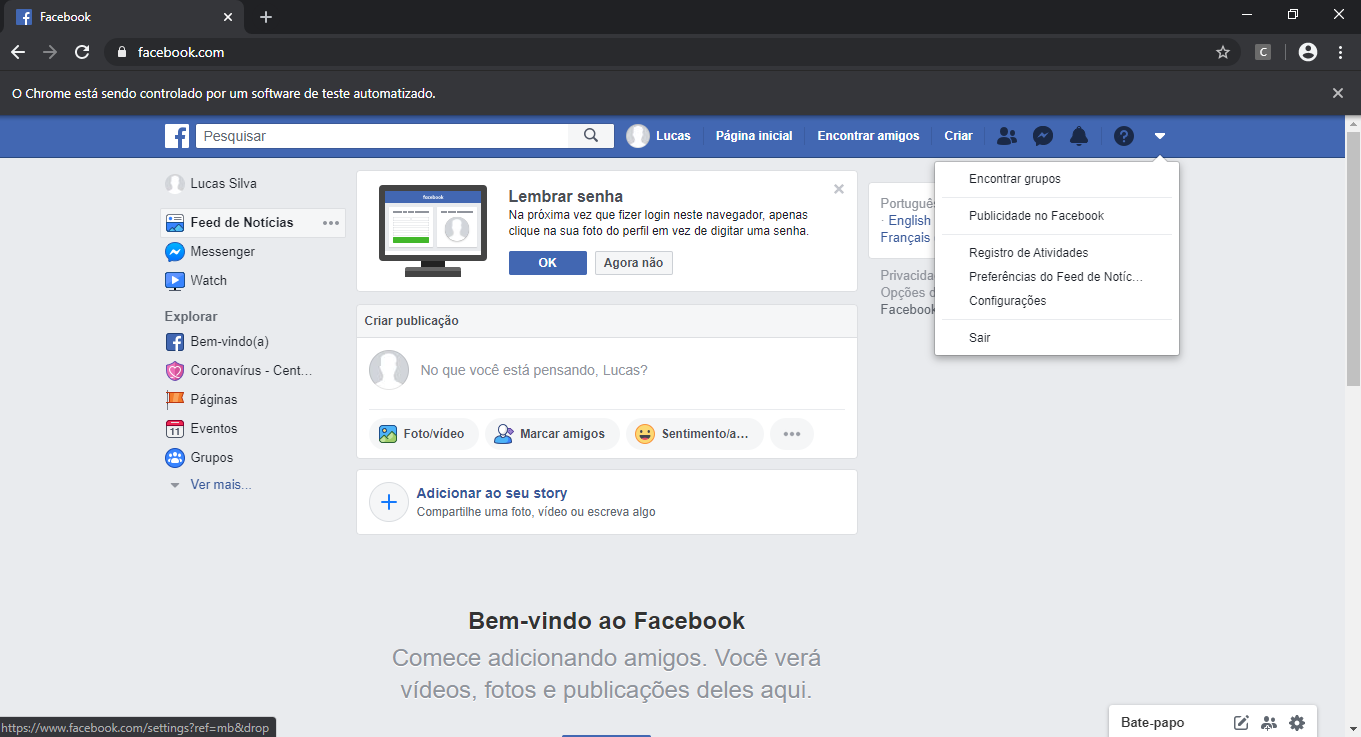 Facebook
facebook.com
C
O Chrome está sendo controlado por um software de teste automatizado.
Pesquisar
Lucas
Página inicial
Encontrar amigos
Criar
Lucas Silva
Feed de Notícias
Messenger
Watch
Explorar
Bem-vindo(a)
Coronavírus - Cent...
Páginas
11
Eventos
Grupos
Ver mais...
facebook
Lembrar senha
Na próxima vez que fizer login neste navegador, apenas
clique na sua foto do perfil em vez de digitar uma senha.
OK
Agora não
Criar publicação
No que você está pensando, Lucas?
Foto/vídeo
Marcar amigos
Sentimento/a...
Adicionar ao seu story
Compartilhe uma foto, vídeo ou escreva algo
Bem-vindo ao Facebook
Comece adicionando amigos. Você verá
vídeos, fotos e publicações deles aqui.
Português
· English
Français
Privacidad
Opções d
Facebook
Encontrar grupos
Publicidade no Facebook
Registro de Atividades
Preferências do Feed de Notíc...
Configurações
Sair
Bate-papo
https://www.facebook.com/settings?ref=mb&drop